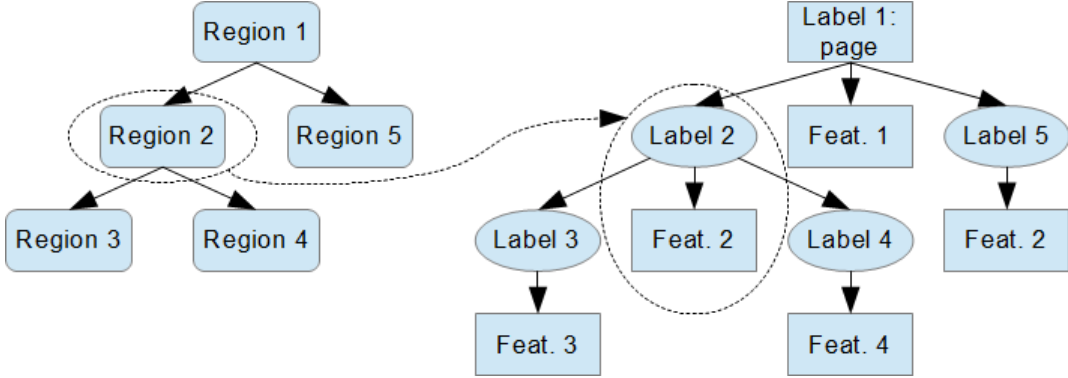 Region 1
Region 2
Region 5
Region 3
Region 4
Label 1:
page
Label 2
Feat. 1
Label 5
Label 3
Feat. 2
Label 4
Feat. 2
Feat. 3
Feat. 4